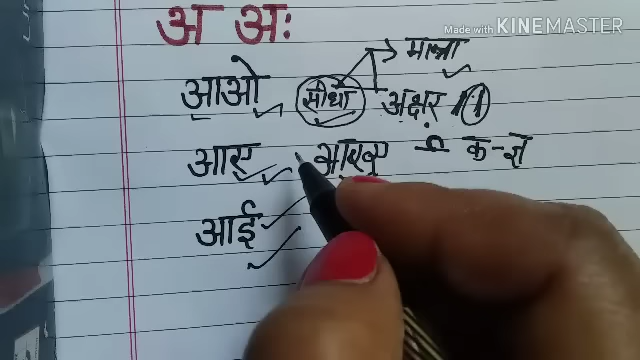 Made with KINEMASTER
अ अः
मात्रा
आओ सीधा अक्षर
आए क-ज्ञ
आई